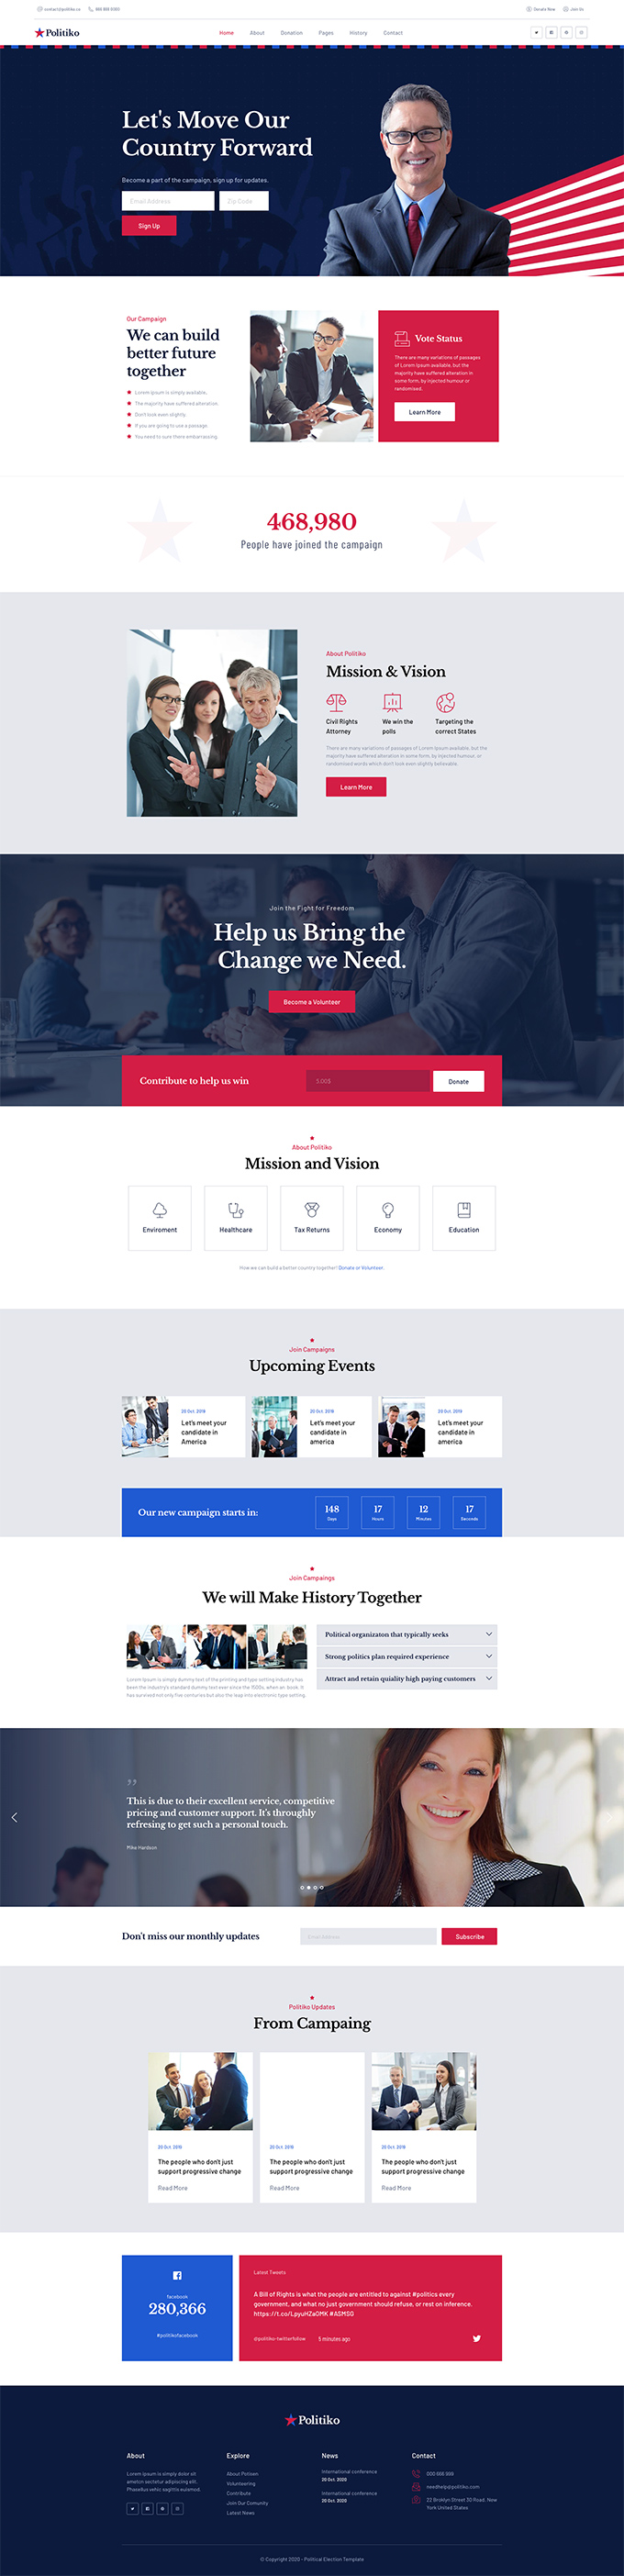 contact@politiko.co 666 888 0000
Donate Now Join Us
Politiko
Home About Donation Pages History Contact
Let's Move Our
Country Forward
Become a part of the campaign, sign up for updates.
Email Address Zip Code
Sign Up
Our Campaign
We can build
better future
together
Lorem ipsum is simply available.
The majority have suffered alteration.
Don't look even slightly.
If you are going to use a passage.
You need to sure there embarrassing.
Vote Status
There are many variations of passages
of Lorem Ipsum available, but the
majority have suffered alteration in
some form, by injected humour or
randomised.
Learn More
468,980
People have joined the campaign
About Politiko
Mission & Vision
Civil Rights
Attorney
We win the
polls
Targeting the
correct States
There are many variations of passages of Lorem Ipsum available, but the
majority have suffered alteration in some form, by injected humour, or
randomised words which don't look even slightly believable.
Learn More
Join the Fight for Freedom
Help us Bring the
Change we Need.
Become a Volunteer
Contribute to help us win
5.00$
Donate
About Politiko
Mission and Vision
Enviroment
Healthcare
Tax Returns
Economy
Education
How we can build a better country together! Donate or Volunteer.
Join Campaigns
Upcoming Events
20 Oct. 2019
Let's meet your
candidate in
America
20 Oct. 2019
Let's meet your
candidate in
america
20 Oct. 2019
Let's meet your
candidate in
america
Our new campaign starts in:
148
Days
17
Hours
12
Minutes
17
Seconds
Join Campaings
We will Make History Together
Lorem Ipsum is simply dummy text of the printing and type setting industry has
been the industry's standard dummy text ever since the 1500s, when an book. It
has survived not only five centuries but also the leap into electronic type setting.
Political organizaton that typically seeks
Strong politics plan required experience
Attract and retain quiality high paying customers
”
This is due to their excellent service, competitive
pricing and customer support. It's throughly
refresing to get such a personal touch.
Mike Hardson
Don't miss our monthly updates
Email Address
Subscribe
Politiko Updates
From Campaing
20 Oct. 2019
The people who don't just
support progressive change
Read More
20 Oct. 2019
The people who don't just
support progressive change
Read More
20 Oct. 2019
The people who don't just
support progressive change
Read More
facebook
280,366
#politikofacebook
Latest Tweets
A Bill of Rights is what the people are entitled to against #politics every
government, and what no just government should refuse, or rest on inference.
https://t.co/LpyuHZaOMK #ASMSG
@politiko-twitterfollow 5 minutes ago
Politiko
About
Lorem Ipsum is simply dolor sit
ametcn sectetur adipiscing elit.
Phasellus vehic sagittis euismod.
Explore
About Potioen
Volunteering
Contribute
Join Our Comunity
Latest News
News
International conference
20 Oct. 2020
International conference
20 Oct. 2020
Contact
000 666 999
needhelp@politiko.com
22 Broklyn Street 30 Road. New
York United States
© Copyright 2020 - Political Election Template